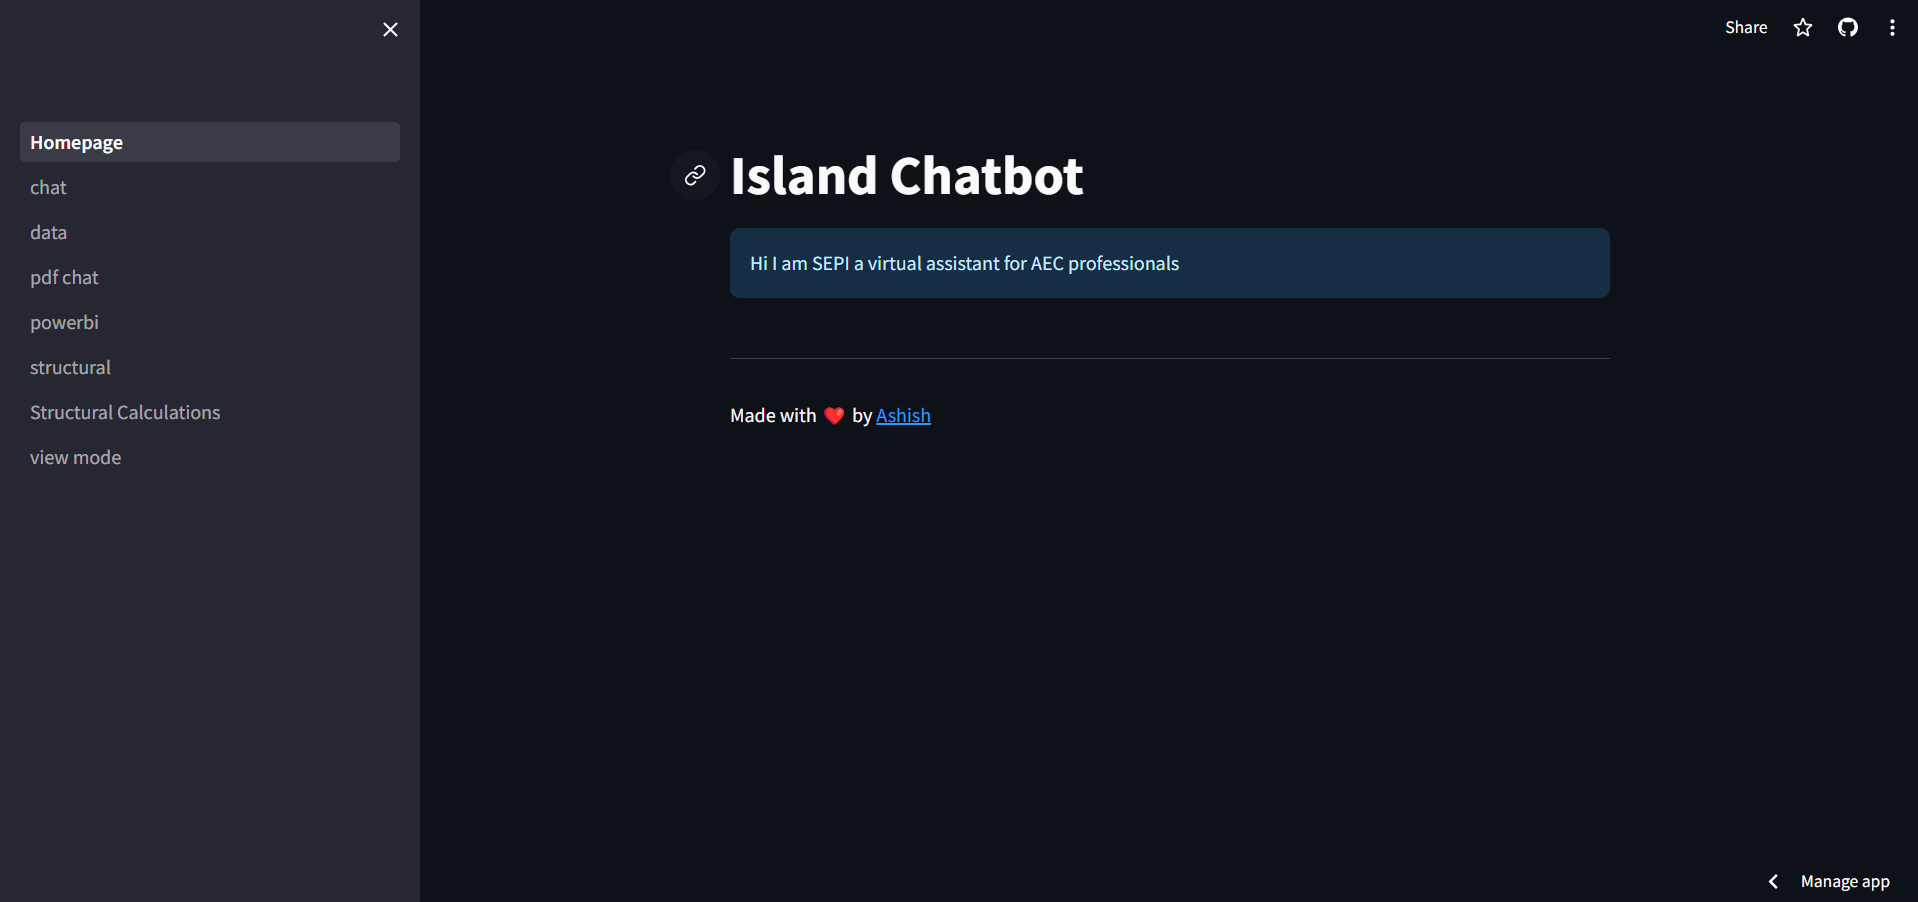 Share
Homepage
chat
data
pdf chat
powerbi
structural
Structural Calculations
view mode
Island Chatbot
Hi I am SEPI a virtual assistant for AEC professionals
Made with ❤️ by Ashish
Manage app